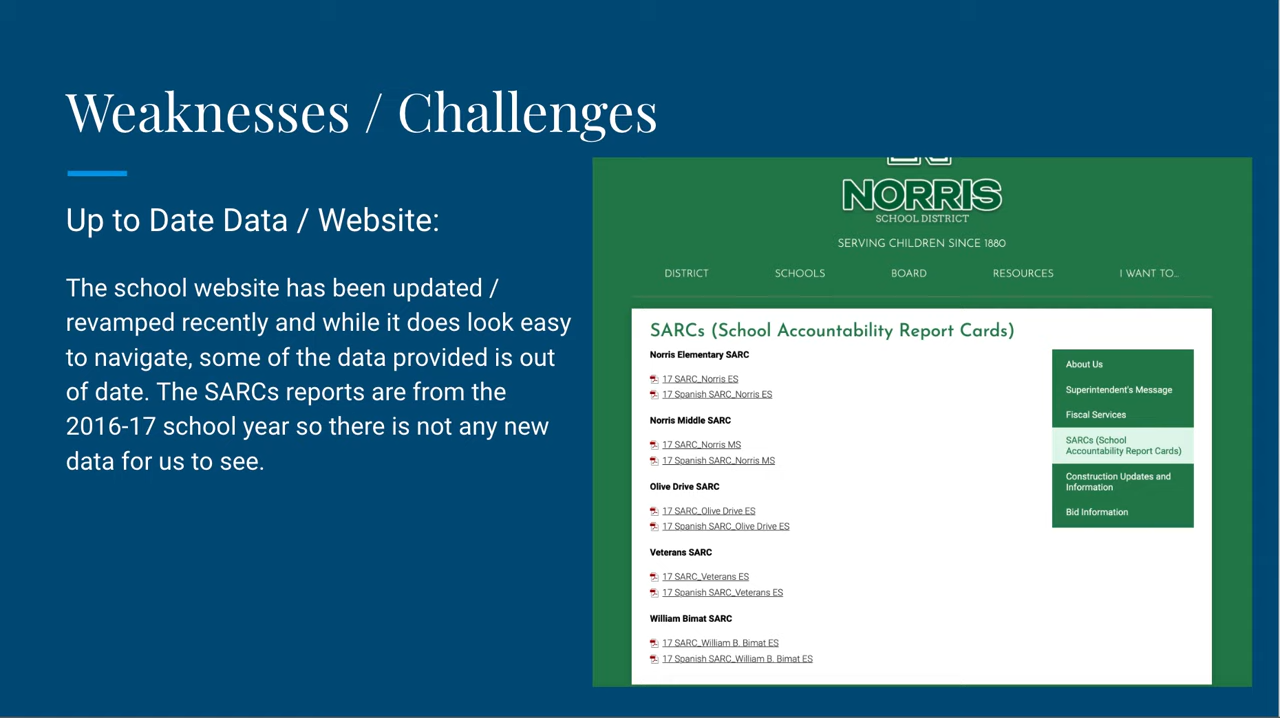 Weaknesses / Challenges
Up to Date Data / Website:
The school website has been updated /
revamped recently and while it does look easy
to navigate, some of the data provided is out
of date. The SARCs reports are from the
2016-17 school year so there is not any new
data for us to see.
NORRIS
SCHOOL DISTRICT
SERVING CHILDREN SINCE 1880
DISTRICT SCHOOLS BOARD RESOURCES I WANT TO...
SARCs (School Accountability Report Cards)
Norris Elementary SARC
17 SARC_Norris ES
17 Spanish SARC_Norris ES
Norris Middle SARC
17 SARC_Norris MS
17 Spanish SARC_Norris MS
Olive Drive SARC
17 SARC_Olive Drive ES
17 Spanish SARC_Olive Drive ES
Veterans SARC
17 SARC_Veterans ES
17 Spanish SARC_Veterans ES
William Bimat SARC
17 SARC_William B. Bimat ES
17 Spanish SARC_William B. Bimat ES
About Us
Superintendent's Message
Fiscal Services
SARCs (School
Accountability Report Cards)
Construction Updates and
Information
Bid Information